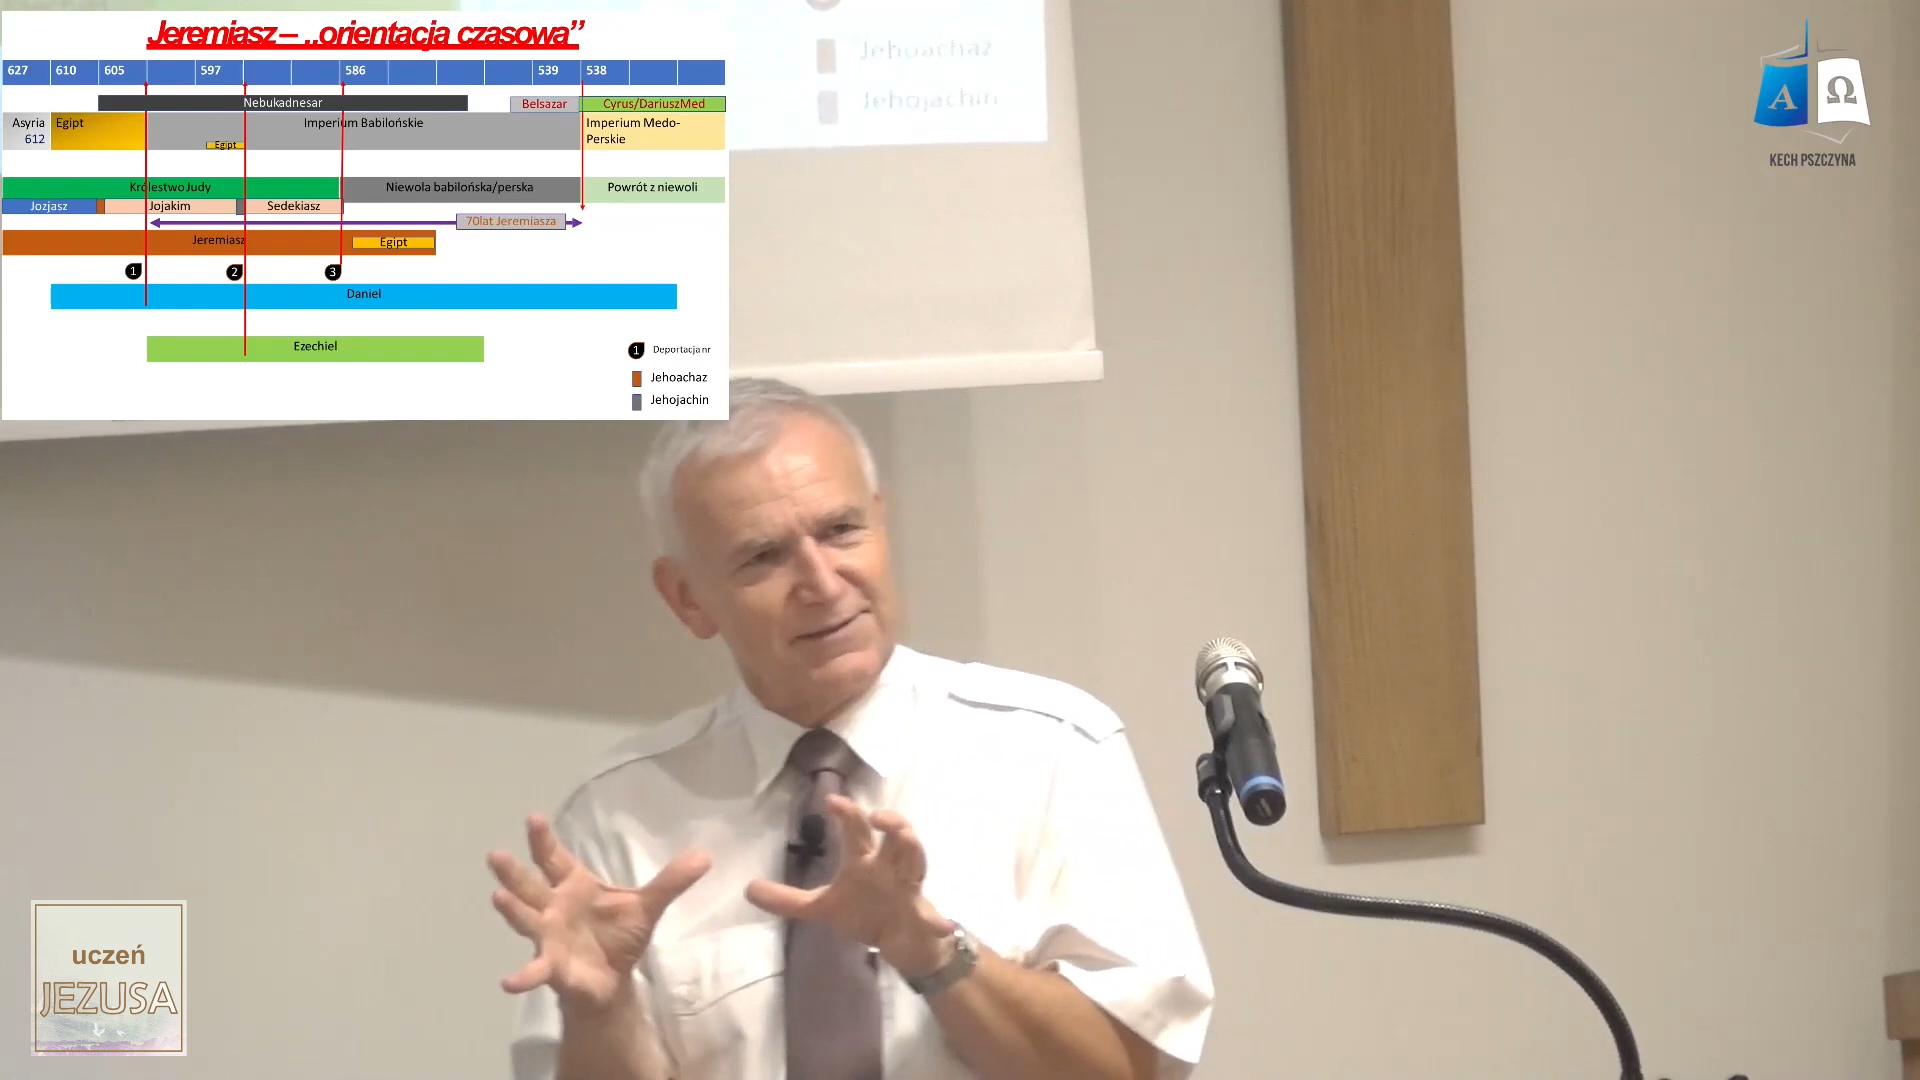 Jeremiasz – „orientacja czasowa”
627 610 605 597 586 539 538
Nebukadnesar Belsazar Cyrus/DariuszMed
Asyria 612 Egipt Imperium Babilońskie Imperium Medo-Perskie
Egipt
Królestwo Judy Niewola babilońska/perska Powrót z niewoli
Jozjasz Jojakim Sedekiasz
70lat Jeremiasza
Jeremiasz Egipt
1 2 3
Daniel
Ezechiel
1 Deportacja nr
Jehoachaz
Jehojachin
Jehoachaz
Jehojachin
A Ω
KECH PSZCZYNA
uczeń
JEZUSA